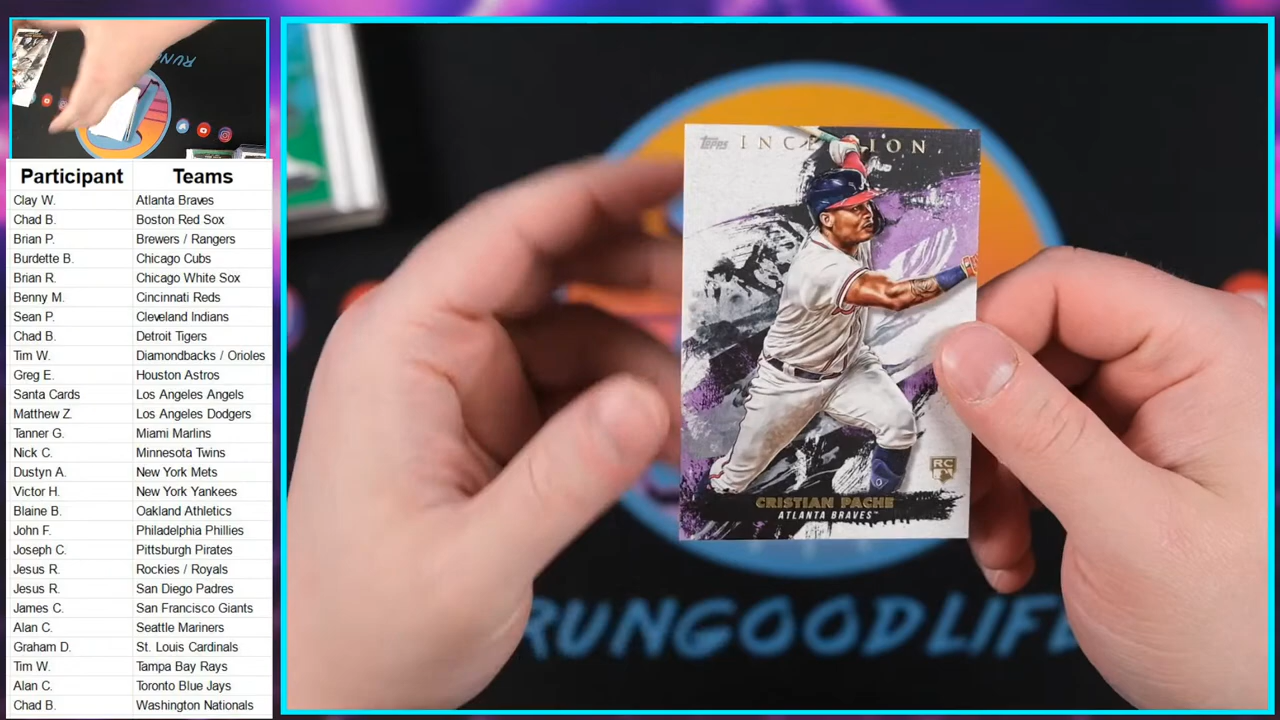 RUNGO
Participant Teams
Clay W. Atlanta Braves
Chad B. Boston Red Sox
Brian P. Brewers / Rangers
Burdette B. Chicago Cubs
Brian R. Chicago White Sox
Benny M. Cincinnati Reds
Sean P. Cleveland Indians
Chad B. Detroit Tigers
Tim W. Diamondbacks / Orioles
Greg E. Houston Astros
Santa Cards Los Angeles Angels
Matthew Z. Los Angeles Dodgers
Tanner G. Miami Marlins
Nick C. Minnesota Twins
Dustyn A. New York Mets
Victor H. New York Yankees
Blaine B. Oakland Athletics
John F. Philadelphia Phillies
Joseph C. Pittsburgh Pirates
Jesus R. Rockies / Royals
Jesus R. San Diego Padres
James C. San Francisco Giants
Alan C. Seattle Mariners
Graham D. St. Louis Cardinals
Tim W. Tampa Bay Rays
Alan C. Toronto Blue Jays
Chad B. Washington Nationals
Topps INCEPTION
RC
CRISTIAN PACHE
ATLANTA BRAVES™
RUNGOODLIFE